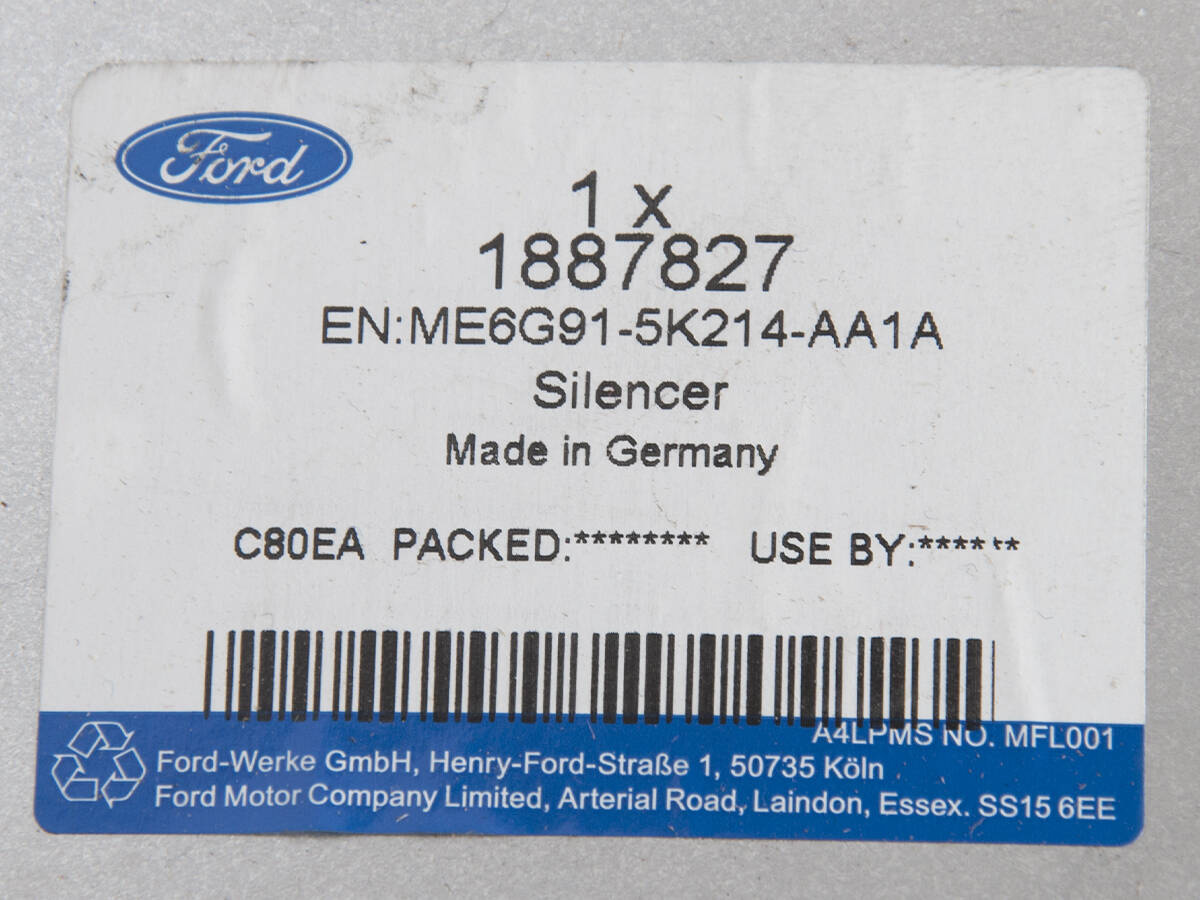 Ford
1 x
1887827
EN:ME6G91-5K214-AA1A
Silencer
Made in Germany
C80EA PACKED:******** USE BY:********
A4LPMS NO. MFL001
Ford-Werke GmbH, Henry-Ford-Straße 1, 50735 Köln
Ford Motor Company Limited, Arterial Road, Laindon, Essex. SS15 6EE